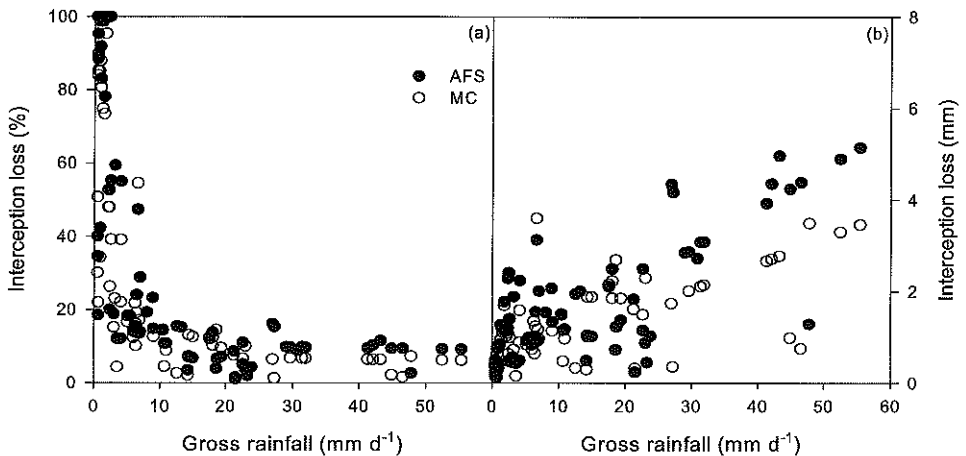 (a)
(b)
100
80
60
40
20
0
Interception loss (%)
AFS
MC
8
6
4
2
0
Interception loss (mm)
0 10 20 30 40 50
0 10 20 30 40 50 60
Gross rainfall (mm d⁻¹)
Gross rainfall (mm d⁻¹)